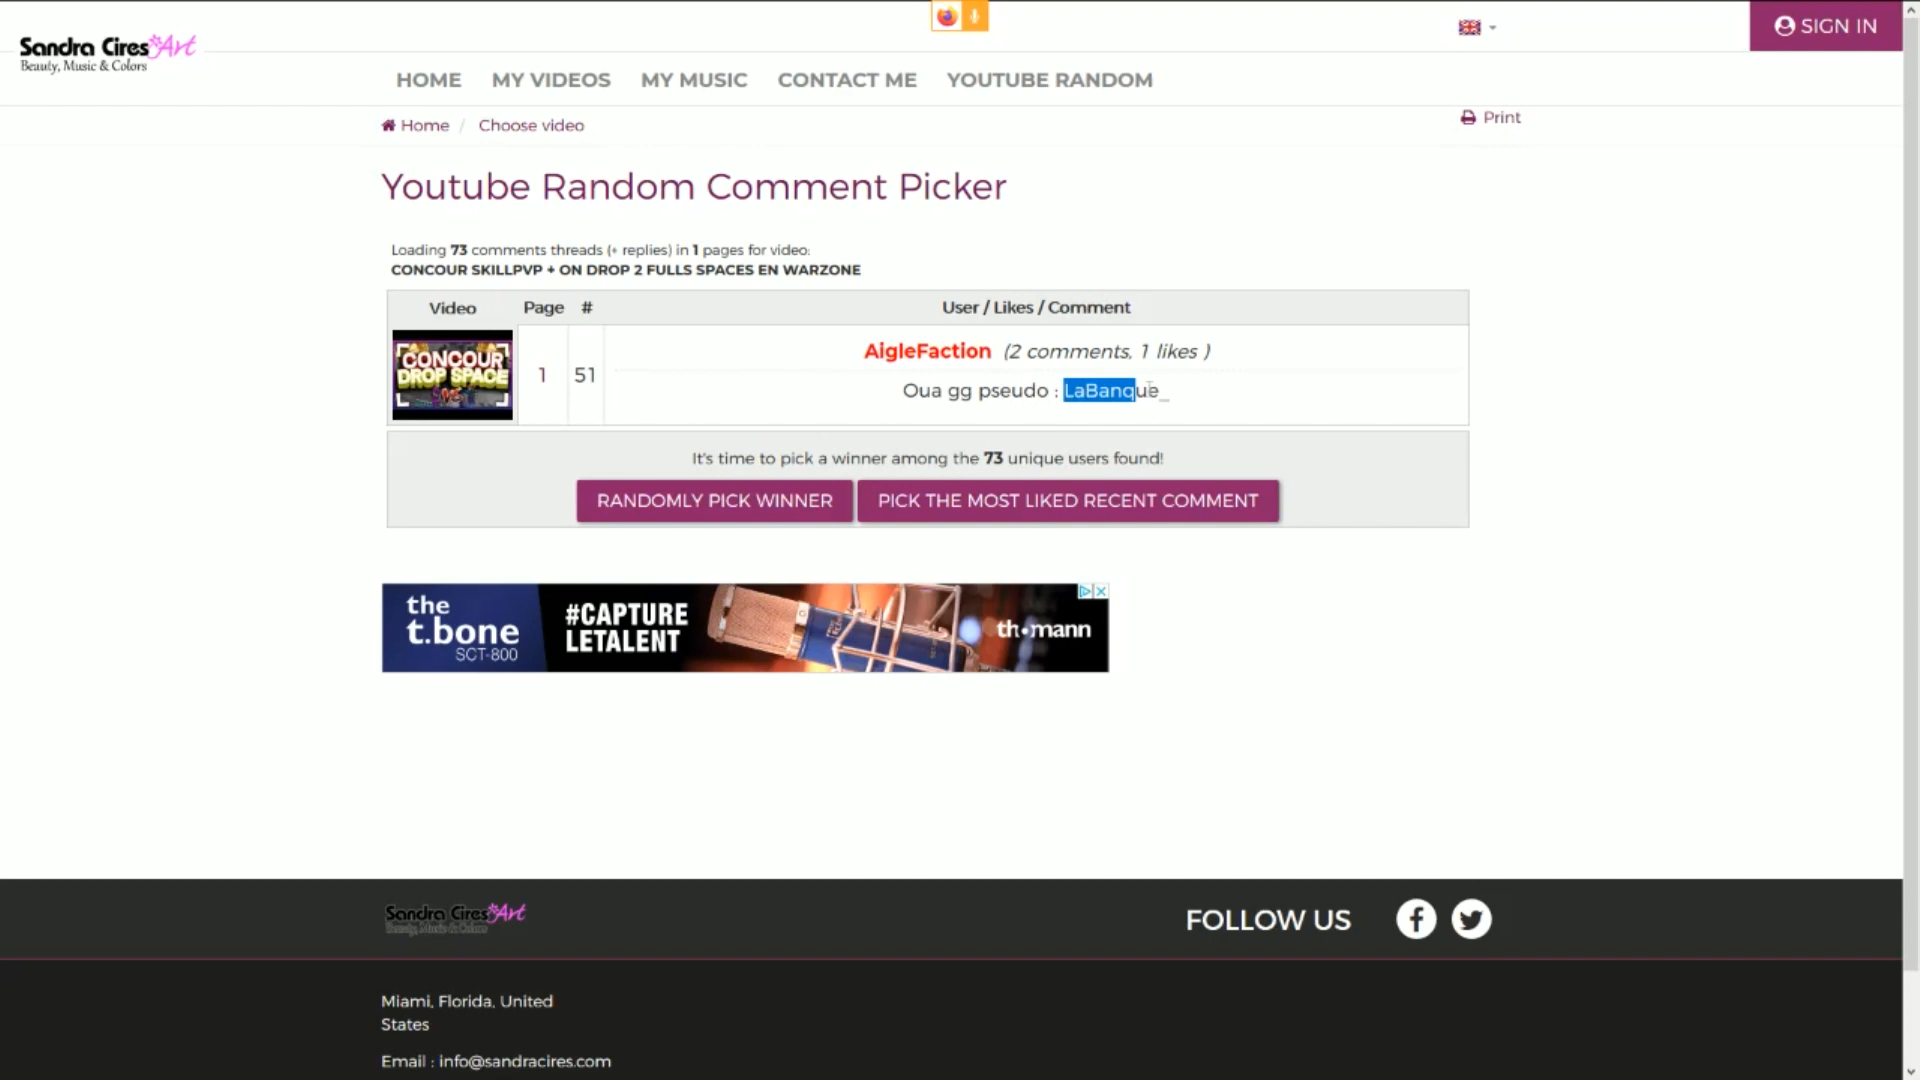 SIGN IN
Sandra Cires Art
Beauty, Music & Colors
HOME MY VIDEOS MY MUSIC CONTACT ME YOUTUBE RANDOM
Home / Choose video
Print
Youtube Random Comment Picker
Loading 73 comments threads (+ replies) in 1 pages for video:
CONCOUR SKILLPVP + ON DROP 2 FULLS SPACES EN WARZONE
Video Page # User / Likes / Comment
CONCOUR
DROP SPACE
1 51
AigleFaction (2 comments, 1 likes )
Oua gg pseudo : LaBanque_
It's time to pick a winner among the 73 unique users found!
RANDOMLY PICK WINNER PICK THE MOST LIKED RECENT COMMENT
the
t.bone
SCT-800
#CAPTURE
LETALENT
th•mann
Sandra Cires Art
Beauty, Music & Colors
FOLLOW US
Miami, Florida, United
States
Email : info@sandracires.com